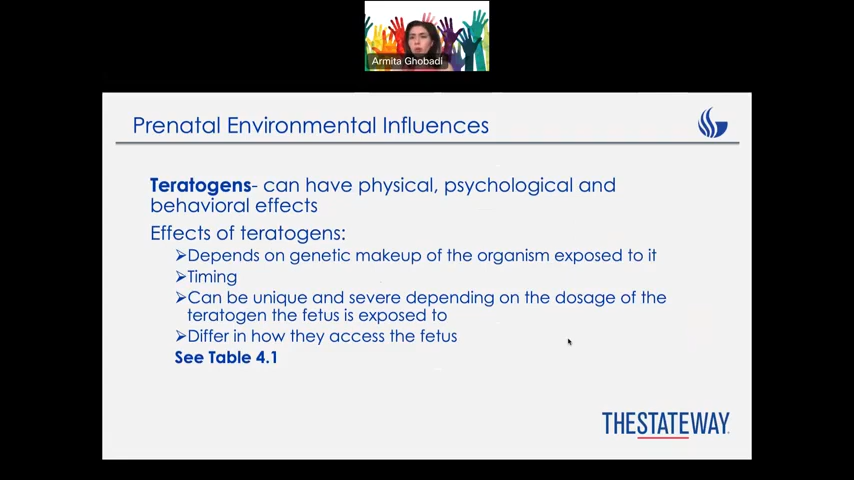 Armita Ghobadi
Prenatal Environmental Influences
Teratogens- can have physical, psychological and
behavioral effects
Effects of teratogens:
➢Depends on genetic makeup of the organism exposed to it
➢Timing
➢Can be unique and severe depending on the dosage of the
teratogen the fetus is exposed to
➢Differ in how they access the fetus
See Table 4.1
THESTATEWAY.